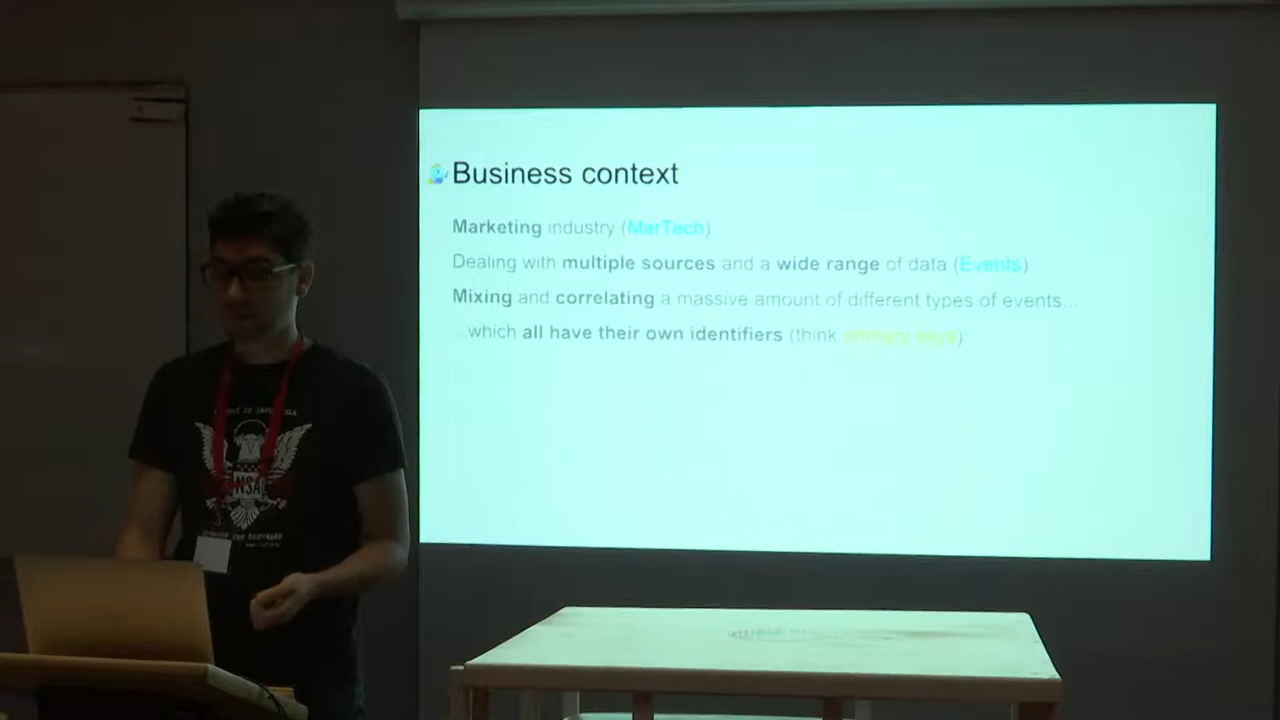 Business context
Marketing industry (MarTech)
Dealing with multiple sources and a wide range of data (Events)
Mixing and correlating a massive amount of different types of events...
...which all have their own identifiers (think primary keys)
NSA